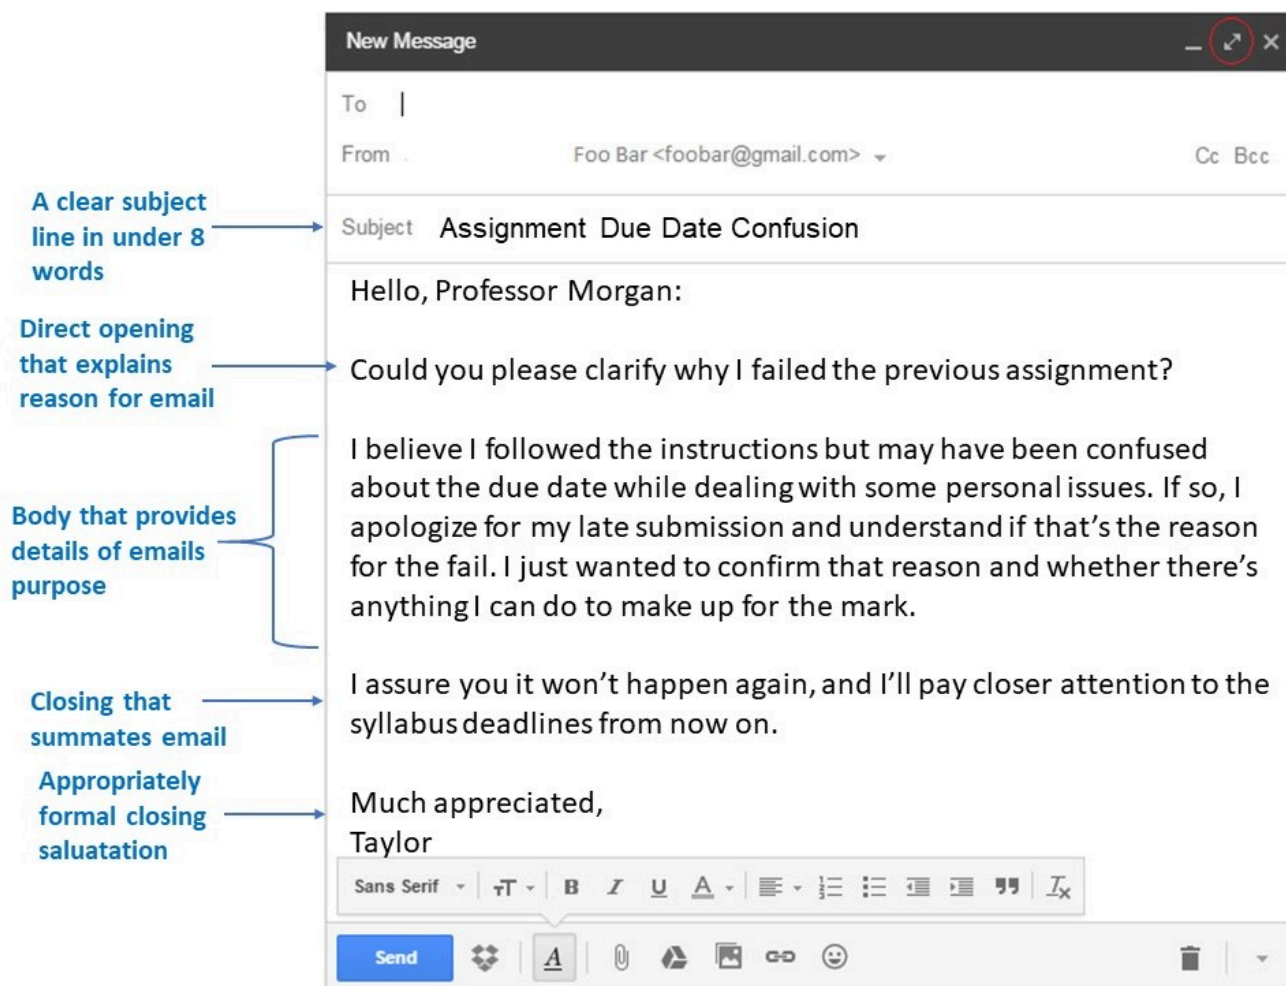 New Message
To
From
Foo Bar <foobar@gmail.com>
Cc Bcc
A clear subject
line in under 8
words
Subject Assignment Due Date Confusion
Hello, Professor Morgan:
Direct opening
that explains
reason for email
Could you please clarify why I failed the previous assignment?
Body that provides
details of emails
purpose
I believe I followed the instructions but may have been confused
about the due date while dealing with some personal issues. If so, I
apologize for my late submission and understand if that's the reason
for the fail. I just wanted to confirm that reason and whether there's
anything I can do to make up for the mark.
Closing that
summates email
I assure you it won't happen again, and I'll pay closer attention to the
syllabus deadlines from now on.
Appropriately
formal closing
saluatation
Much appreciated,
Taylor
Sans Serif
Send